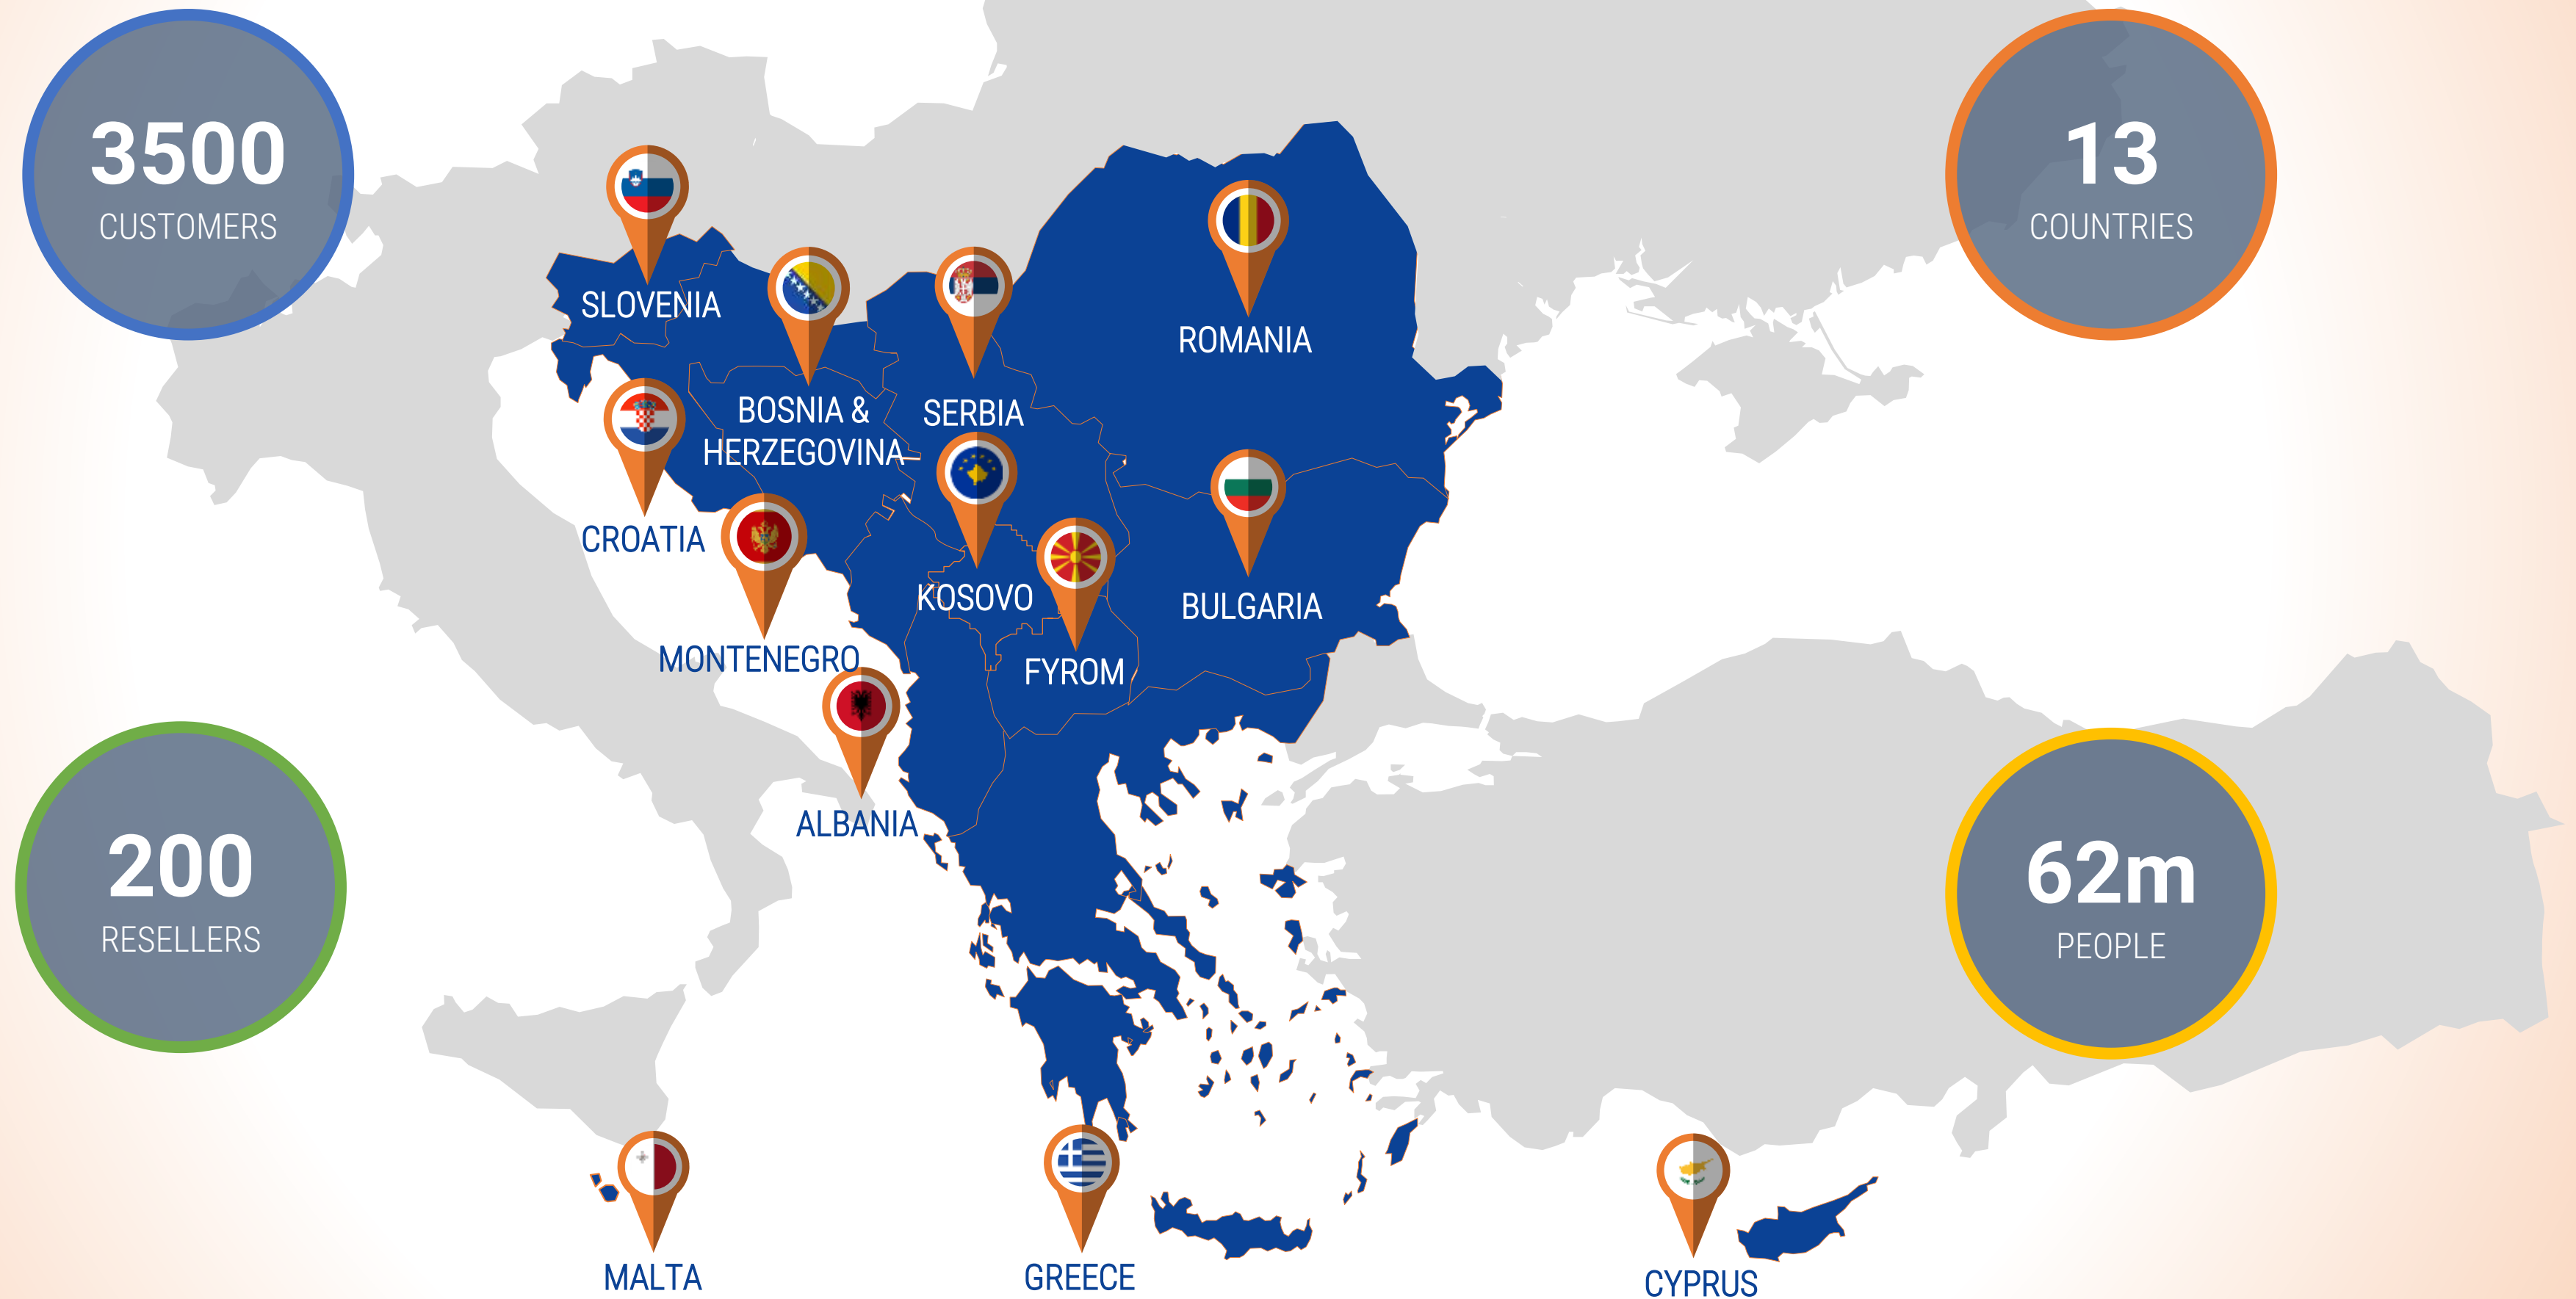 3500
CUSTOMERS
13
COUNTRIES
SLOVENIA
ROMANIA
BOSNIA &
HERZEGOVINA
SERBIA
CROATIA
KOSOVO
BULGARIA
MONTENEGRO
FYROM
ALBANIA
200
RESELLERS
62m
PEOPLE
MALTA
GREECE
CYPRUS